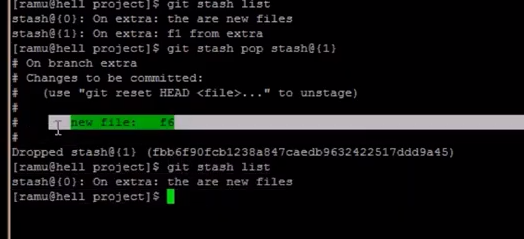 [ramu@hell project]$ git stash list
stash@{0}: On extra: the are new files
stash@{1}: On extra: f1 from extra
[ramu@hell project]$ git stash pop stash@{1}
# On branch extra
# Changes to be committed:
#   (use "git reset HEAD <file>..." to unstage)
#
#       new file:   f6
#
Dropped stash@{1} (fbb6f90fcb1238a847caedb9632422517ddd9a45)
[ramu@hell project]$ git stash list
stash@{0}: On extra: the are new files
[ramu@hell project]$